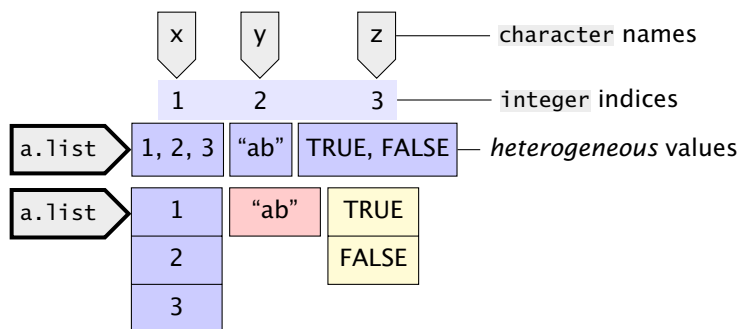 x y z character names
1 2 3 integer indices
a.list 1, 2, 3 “ab” TRUE, FALSE heterogeneous values
a.list 1 “ab” TRUE
2 FALSE
3